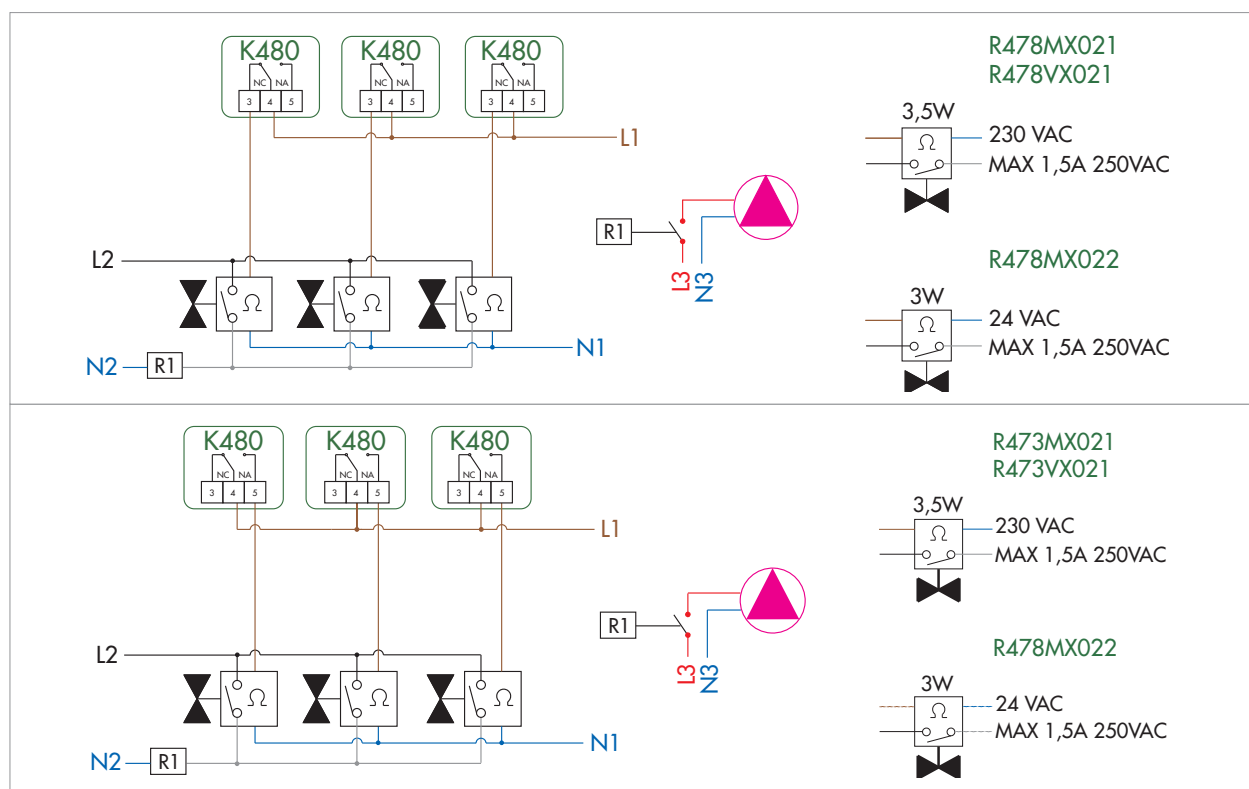 K480 K480 K480
NC NA NC NA NC NA
3 4 5 3 4 5 3 4 5
L1
L2
Ω Ω Ω
N1
N2 R1
R1
L3 N3
R478MX021
R478VX021
3,5W
Ω
230 VAC
MAX 1,5A 250VAC
R478MX022
3W
Ω
24 VAC
MAX 1,5A 250VAC
K480 K480 K480
NC NA NC NA NC NA
3 4 5 3 4 5 3 4 5
L1
L2
Ω Ω Ω
N1
N2 R1
R1
L3 N3
R473MX021
R473VX021
3,5W
Ω
230 VAC
MAX 1,5A 250VAC
R478MX022
3W
Ω
24 VAC
MAX 1,5A 250VAC